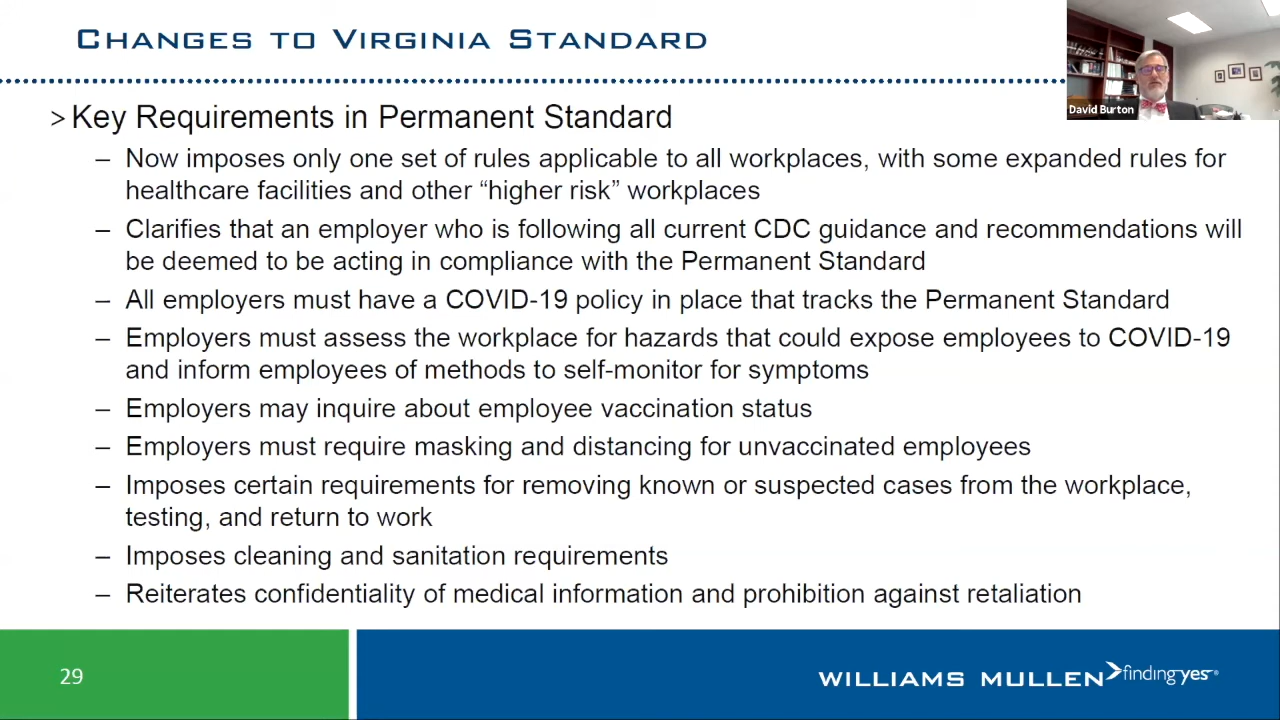 Changes to Virginia Standard
David Burton
> Key Requirements in Permanent Standard
– Now imposes only one set of rules applicable to all workplaces, with some expanded rules for
healthcare facilities and other “higher risk” workplaces
– Clarifies that an employer who is following all current CDC guidance and recommendations will
be deemed to be acting in compliance with the Permanent Standard
– All employers must have a COVID-19 policy in place that tracks the Permanent Standard
– Employers must assess the workplace for hazards that could expose employees to COVID-19
and inform employees of methods to self-monitor for symptoms
– Employers may inquire about employee vaccination status
– Employers must require masking and distancing for unvaccinated employees
– Imposes certain requirements for removing known or suspected cases from the workplace,
testing, and return to work
– Imposes cleaning and sanitation requirements
– Reiterates confidentiality of medical information and prohibition against retaliation
29
WILLIAMS MULLEN finding yes®